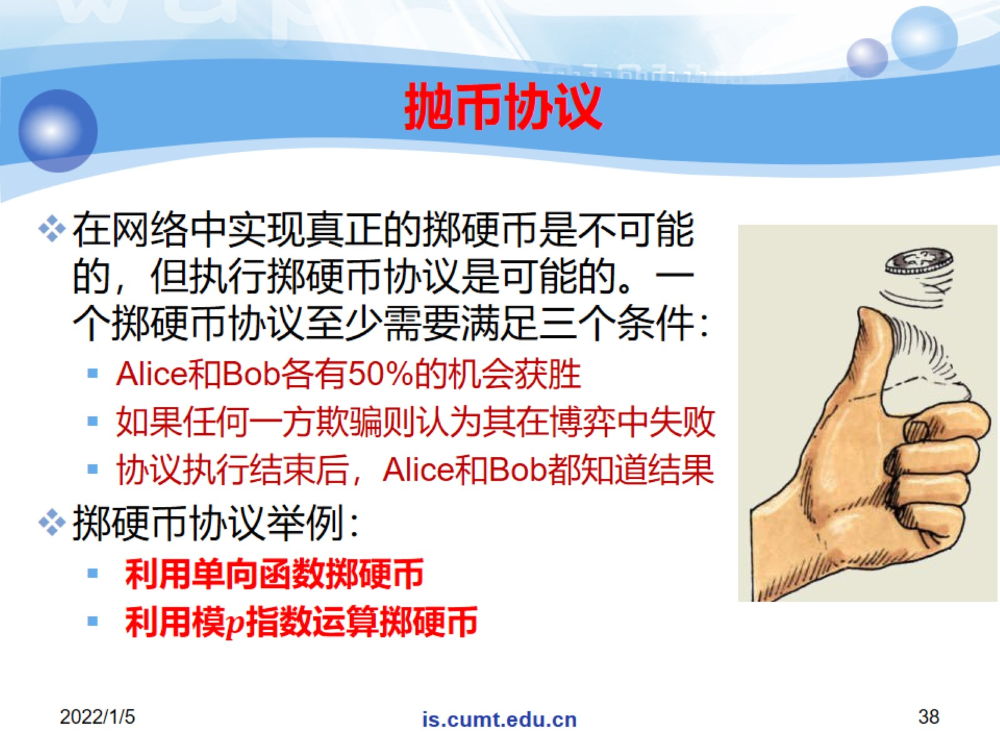 抛币协议
在网络中实现真正的掷硬币是不可能
的，但执行掷硬币协议是可能的。一
个掷硬币协议至少需要满足三个条件：
Alice和Bob各有50%的机会获胜
如果任何一方欺骗则认为其在博弈中失败
协议执行结束后，Alice和Bob都知道结果
掷硬币协议举例：
利用单向函数掷硬币
利用模p指数运算掷硬币
2022/1/5
is.cumt.edu.cn
38